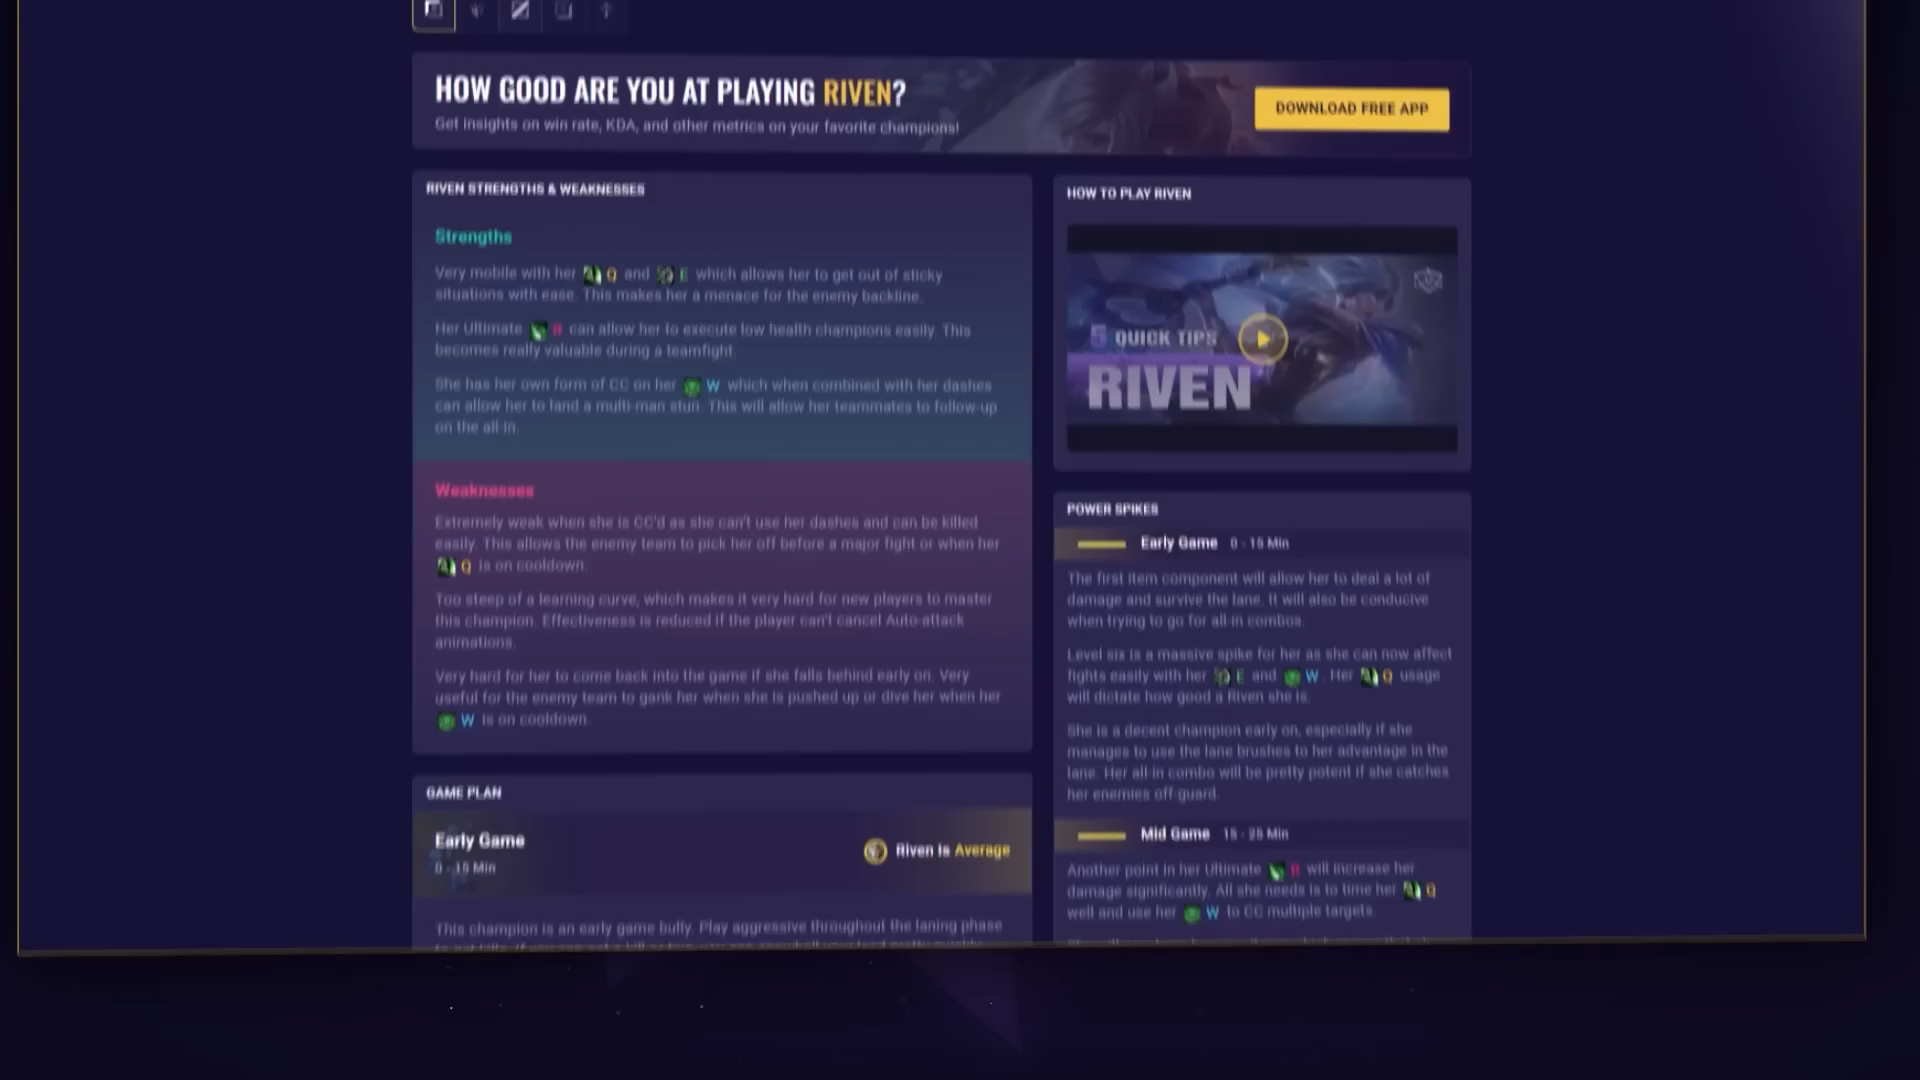 HOW GOOD ARE YOU AT PLAYING RIVEN?
Get insights on win rate, KDA, and other metrics on your favorite champions!
DOWNLOAD FREE APP
RIVEN STRENGTHS & WEAKNESSES
Strengths
Very mobile with her Q and E which allows her to get out of sticky
situations with ease. This makes her a menace for the enemy backline.
Her Ultimate R can allow her to execute low health champions easily. This
becomes really valuable during a teamfight.
She has her own form of CC on her W which when combined with her dashes
can allow her to land a multi-man stun. This will allow her teammates to follow-up
on the all-in.
Weaknesses
Extremely weak when she is CC'd as she can't use her dashes and can be killed
easily. This allows the enemy team to pick her off before a major fight or when her
Q is on cooldown.
Too steep of a learning curve, which makes it very hard for new players to master
this champion. Effectiveness is reduced if the player can't cancel Auto-attack
animations.
Very hard for her to come back into the game if she falls behind early on. Very
useful for the enemy team to gank her when she is pushed up or dive her when her
W is on cooldown.
GAME PLAN
Early Game
0 - 15 Min
Riven Is Average
This champion is an early game bully. Play aggressive throughout the laning phase
HOW TO PLAY RIVEN
5 QUICK TIPS
RIVEN
POWER SPIKES
Early Game 0 - 15 Min
The first item component will allow her to deal a lot of
damage and survive the lane. It will also be conducive
when trying to go for all-in combos.
Level six is a massive spike for her as she can now affect
fights easily with her E and W. Her Q usage
will dictate how good a Riven she is.
She is a decent champion early on, especially if she
manages to use the lane brushes to her advantage in the
lane. Her all in combo will be pretty potent if she catches
her enemies off-guard.
Mid Game 15 - 25 Min
Another point in her Ultimate R will increase her
damage significantly. All she needs is to time her Q
well and use her W to CC multiple targets.